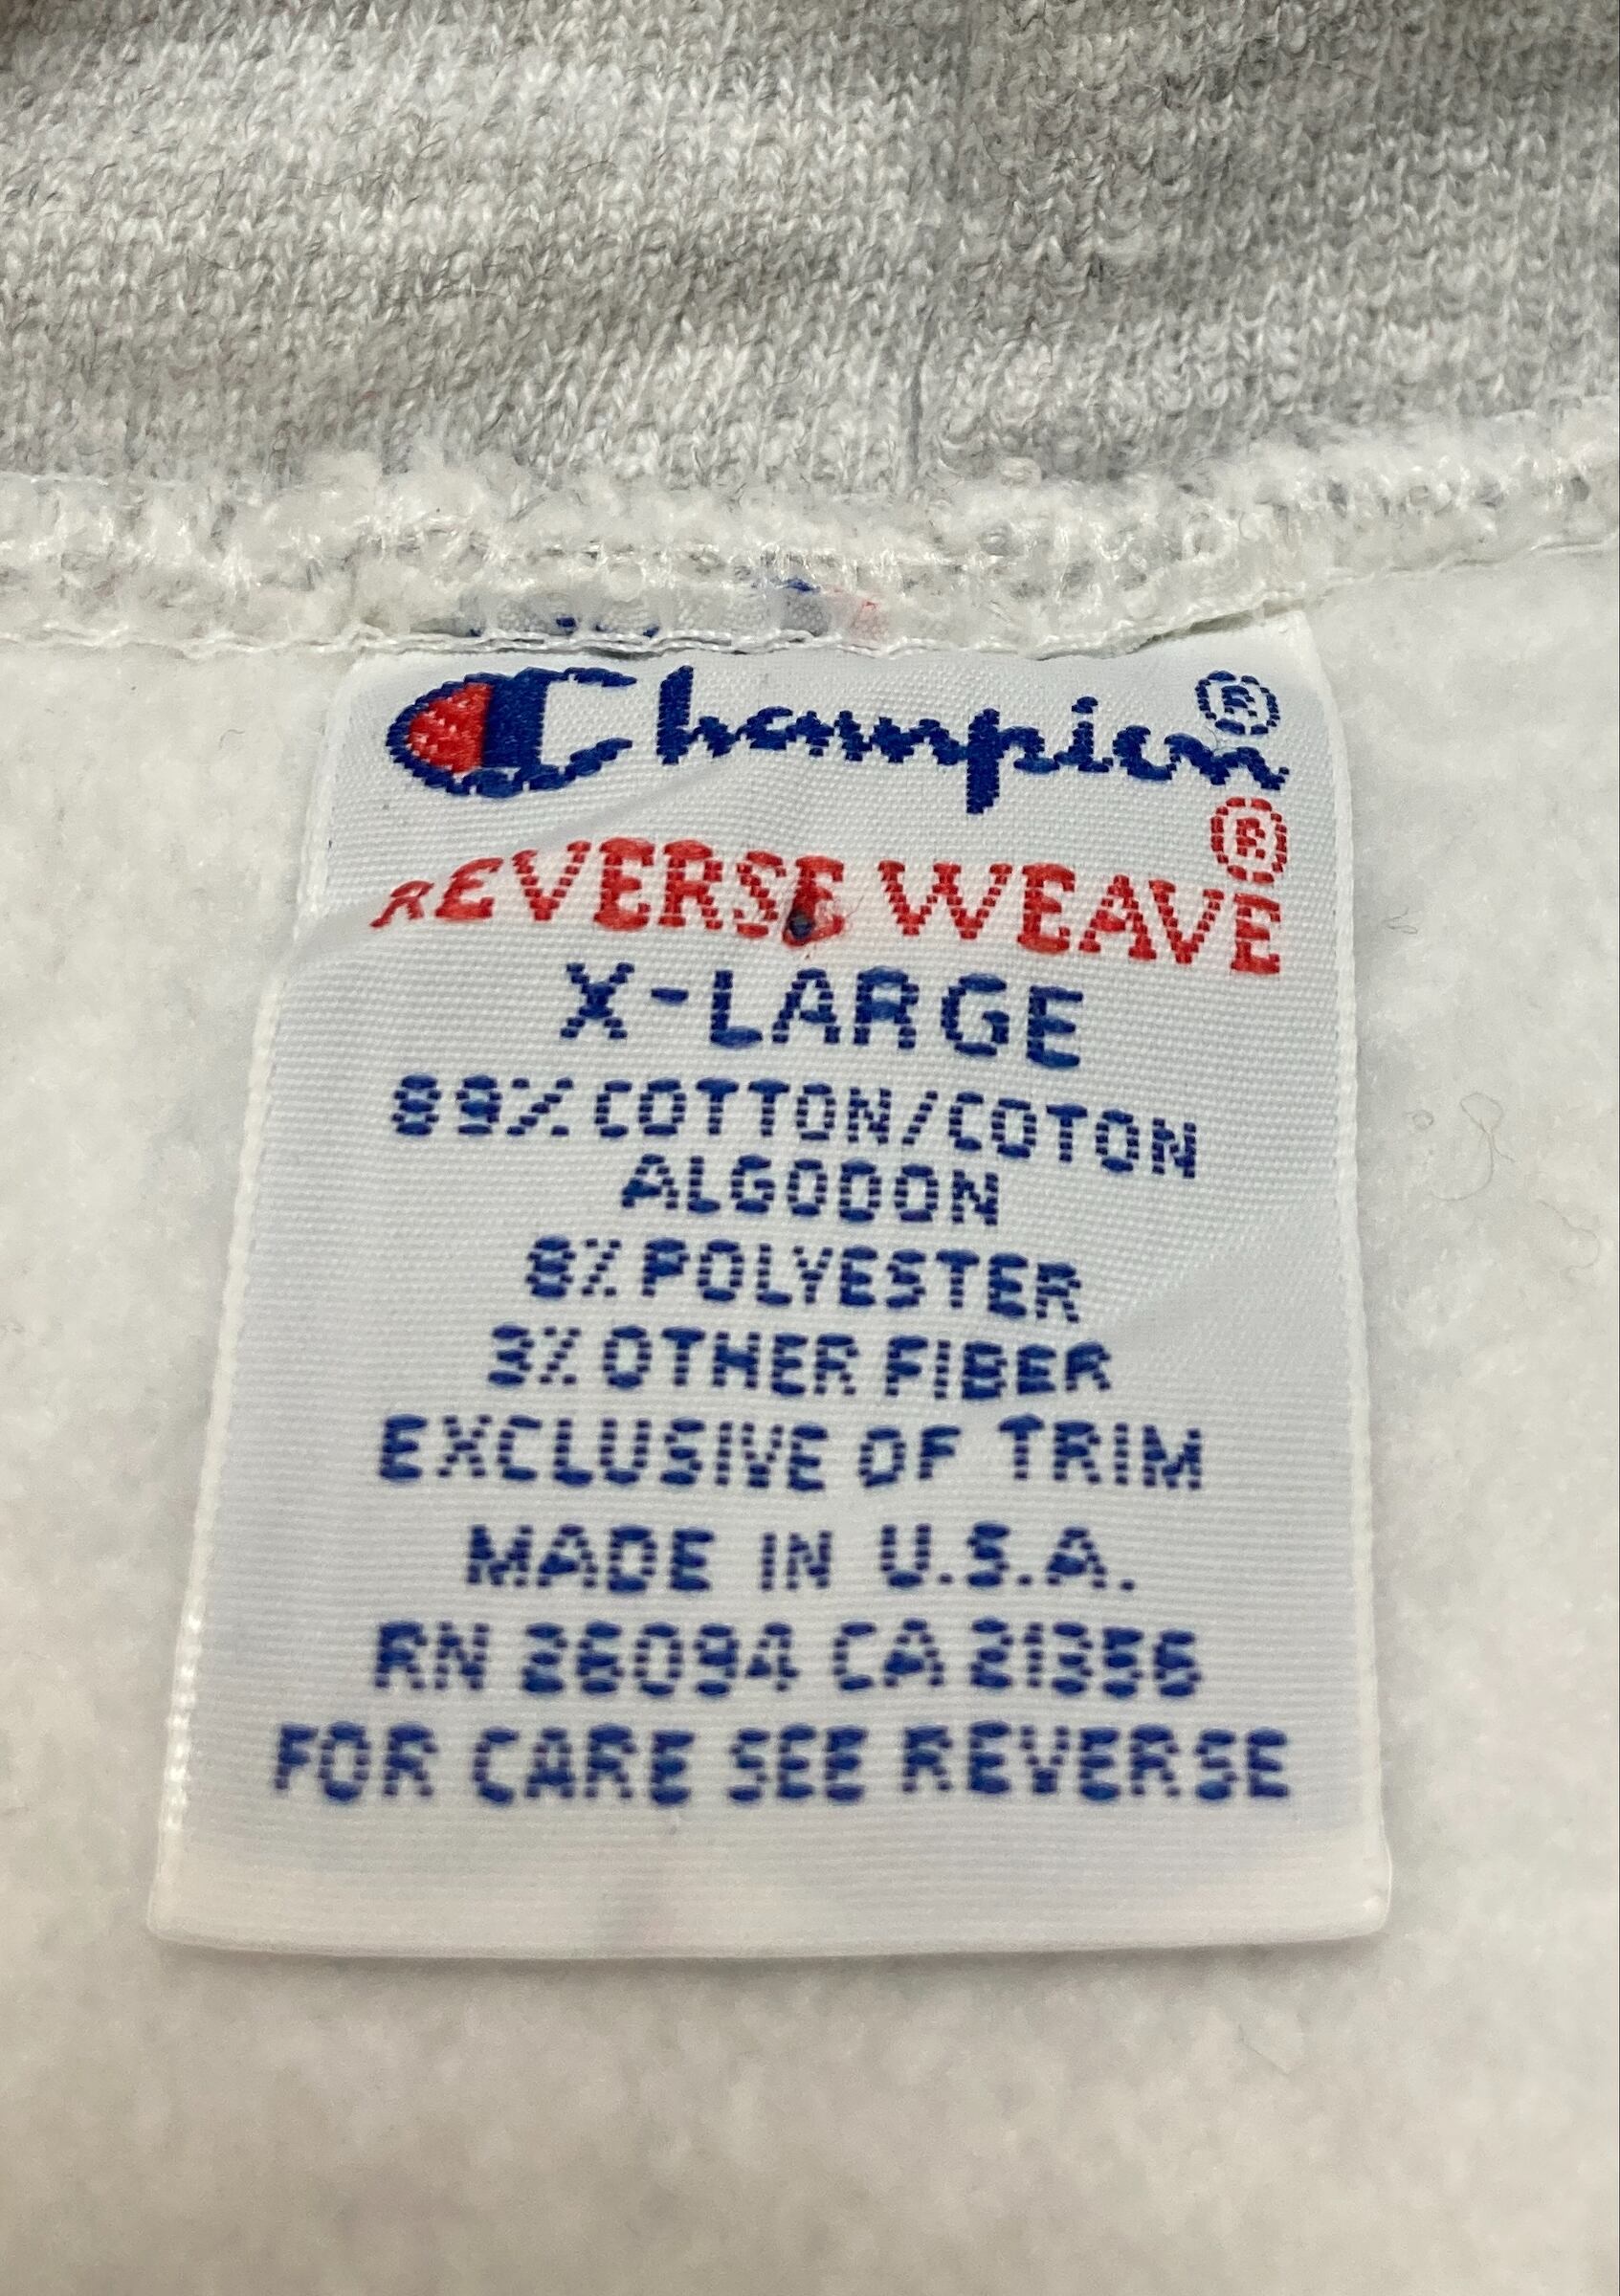 Champion®
REVERSE WEAVE®
X-LARGE
89% COTTON/COTON
ALGODON
8% POLYESTER
3% OTHER FIBER
EXCLUSIVE OF TRIM
MADE IN U.S.A.
RN 26094 CA 21356
FOR CARE SEE REVERSE